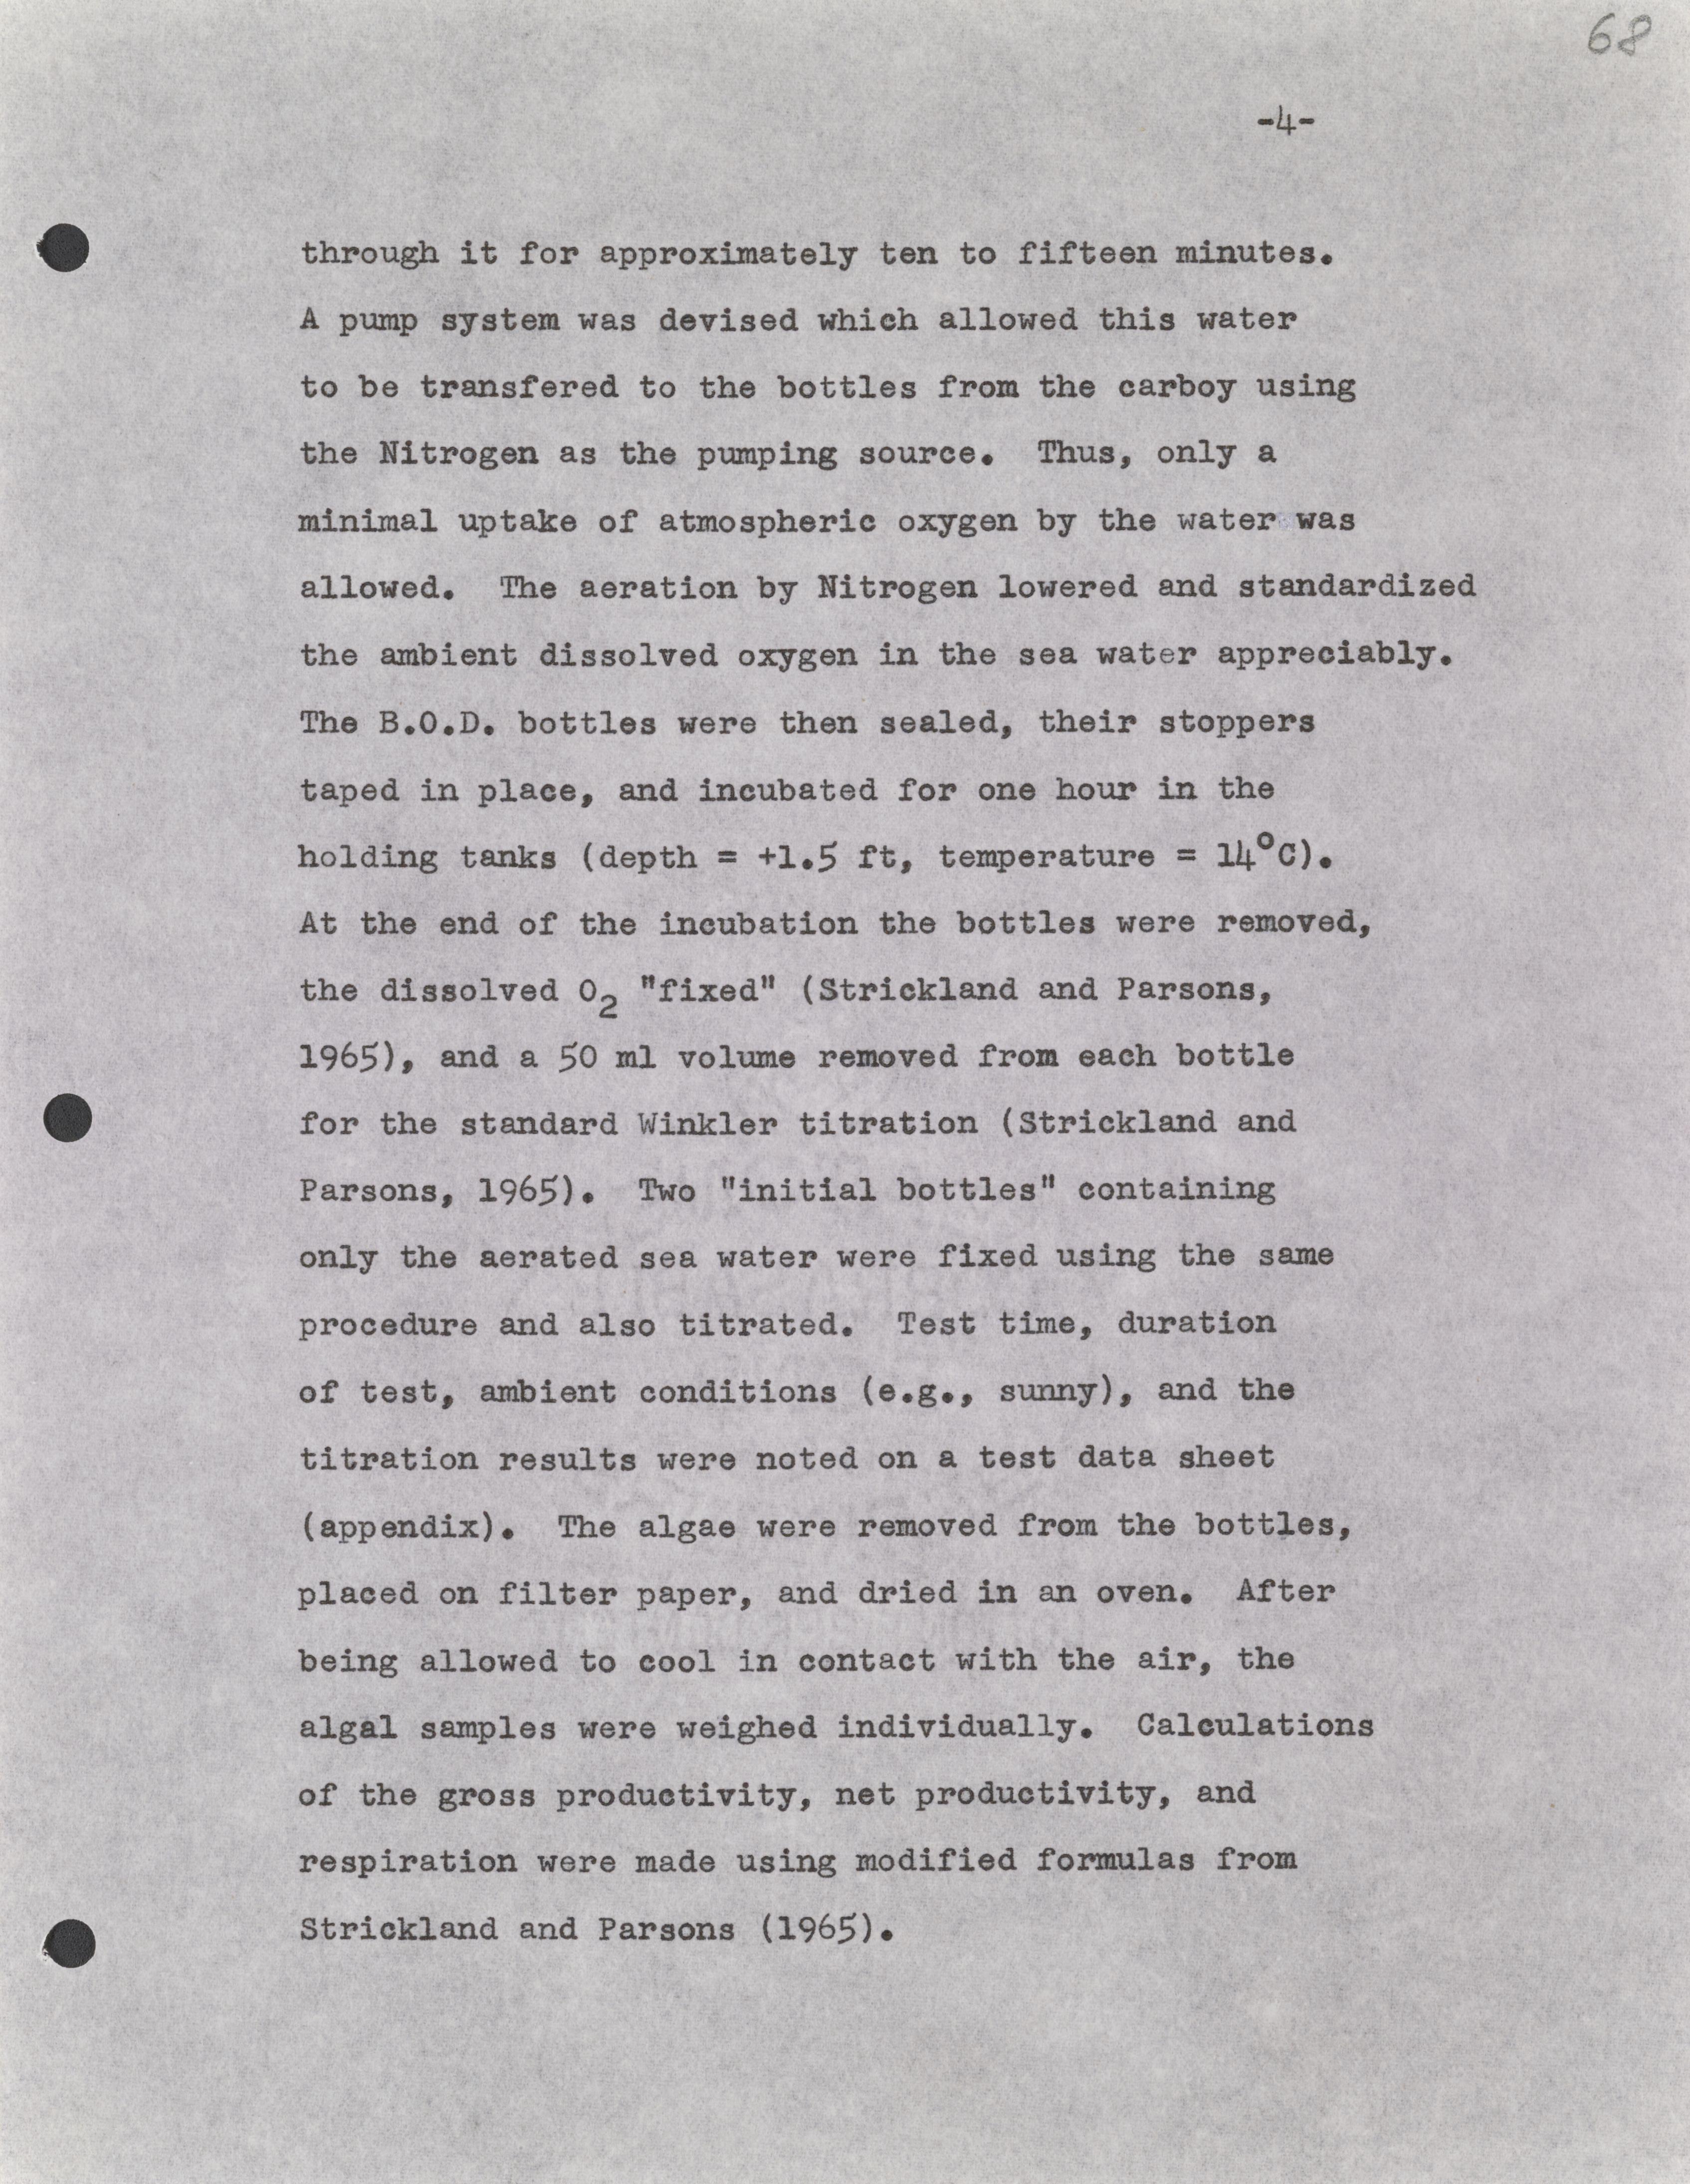 68
-4-
through it for approximately ten to fifteen minutes.
A pump system was devised which allowed this water
to be transfered to the bottles from the carboy using
the Nitrogen as the pumping source.  Thus, only a
minimal uptake of atmospheric oxygen by the water was
allowed.  The aeration by Nitrogen lowered and standardized
the ambient dissolved oxygen in the sea water appreciably.
The B.O.D. bottles were then sealed, their stoppers
taped in place, and incubated for one hour in the
holding tanks (depth = +1.5 ft, temperature = 14°C).
At the end of the incubation the bottles were removed,
the dissolved O₂ "fixed" (Strickland and Parsons,
1965), and a 50 ml volume removed from each bottle
for the standard Winkler titration (Strickland and
Parsons, 1965).  Two "initial bottles" containing
only the aerated sea water were fixed using the same
procedure and also titrated.  Test time, duration
of test, ambient conditions (e.g., sunny), and the
titration results were noted on a test data sheet
(appendix).  The algae were removed from the bottles,
placed on filter paper, and dried in an oven.  After
being allowed to cool in contact with the air, the
algal samples were weighed individually.  Calculations
of the gross productivity, net productivity, and
respiration were made using modified formulas from
Strickland and Parsons (1965).